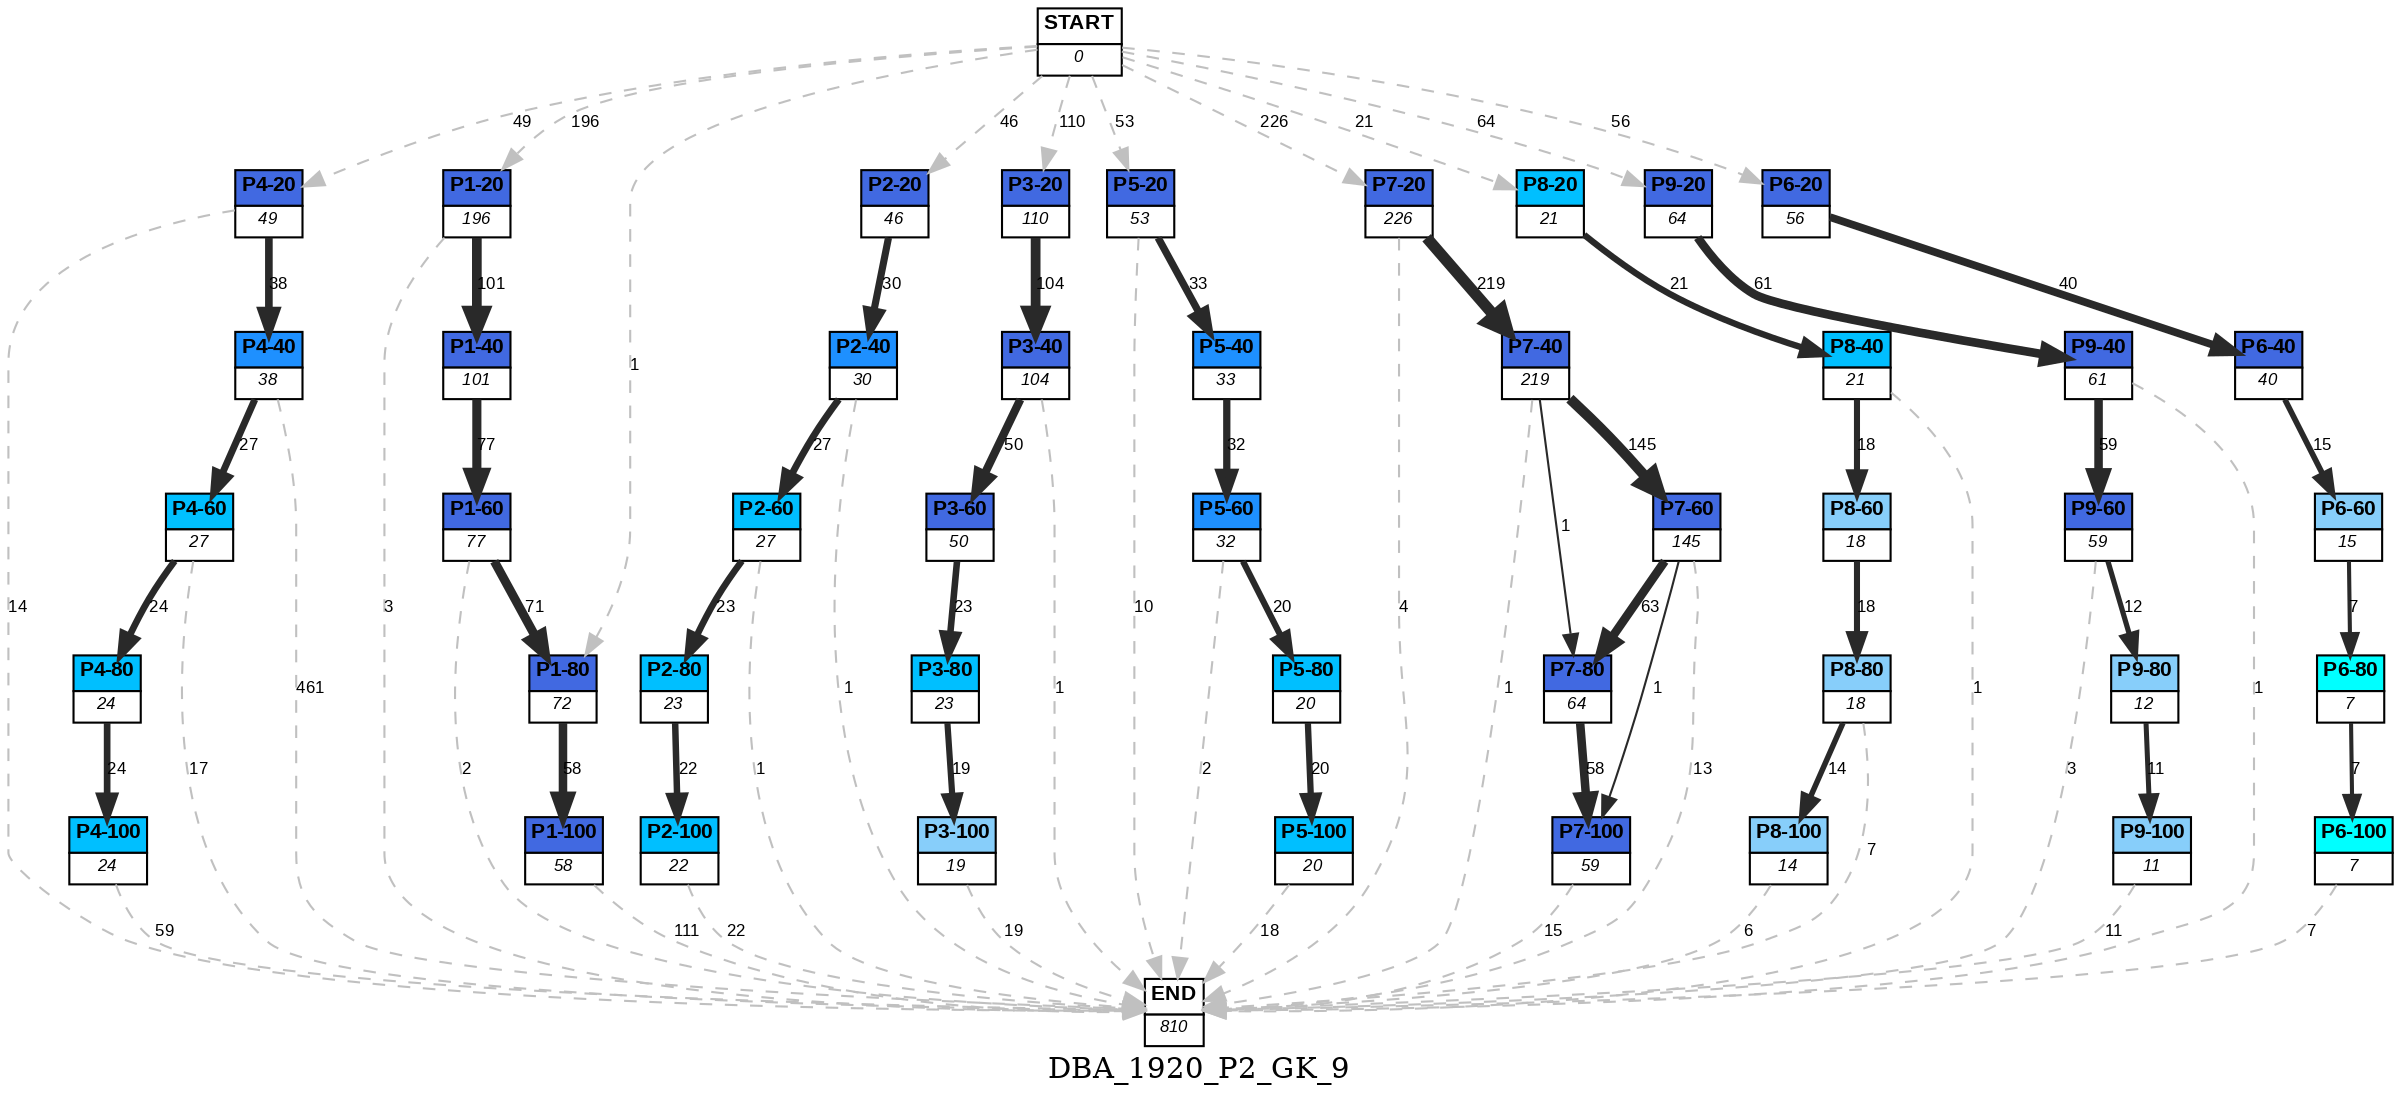 START
0
49
196
46
110
53
226
21
64
56
P4-20
49
P1-20
196
P2-20
46
P3-20
110
P5-20
53
P7-20
226
P8-20
21
P9-20
64
P6-20
56
38
101
30
104
33
219
21
61
40
1
P4-40
38
P1-40
101
P2-40
30
P3-40
104
P5-40
33
P7-40
219
P8-40
21
P9-40
61
P6-40
40
27
77
27
50
32
145
18
59
15
1
P4-60
27
P1-60
77
P2-60
27
P3-60
50
P5-60
32
P7-60
145
P8-60
18
P9-60
59
P6-60
15
14
24
3
71
23
23
20
63
18
12
7
10
4
P4-80
24
461
P1-80
72
P2-80
23
1
P3-80
23
1
P5-80
20
1
P7-80
64
1
P8-80
18
1
P9-80
12
1
P6-80
7
24
17
2
58
22
1
19
2
20
58
13
14
3
11
7
P4-100
24
P1-100
58
P2-100
22
P3-100
19
P5-100
20
P7-100
59
P8-100
14
7
P9-100
11
P6-100
7
59
111
22
19
18
15
6
11
7
END
810
DBA_1920_P2_GK_9